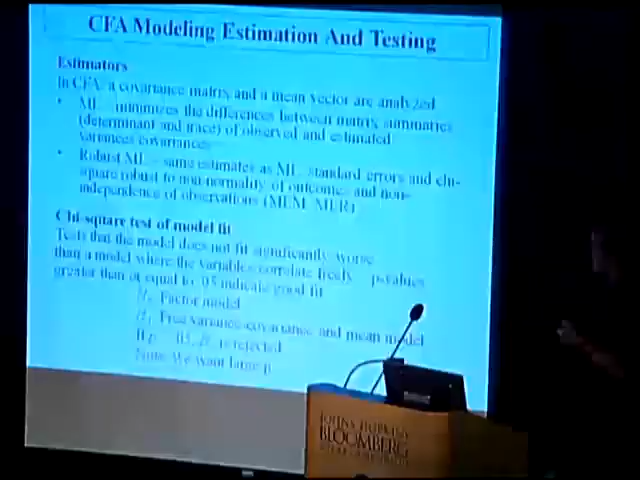 CFA Modeling Estimation And Testing
Estimators
In CFA, a covariance matrix and a mean vector are analyzed
• ML – minimizes the differences between matrix summaries
(determinant and trace) of observed and estimated
variances covariances
• Robust ML – same estimates as ML, standard errors and chi-
square robust to non-normality of outcomes and non-
independence of observations (MLM, MLR)
Chi-square test of model fit
Tests that the model does not fit significantly worse
than a model where the variables correlate freely – p-values
greater than or equal to .05 indicate good fit
Factor model
Free variance-covariance and mean model
If p .05, is rejected
Note: We want large p
JOHNS HOPKINS
BLOOMBERG